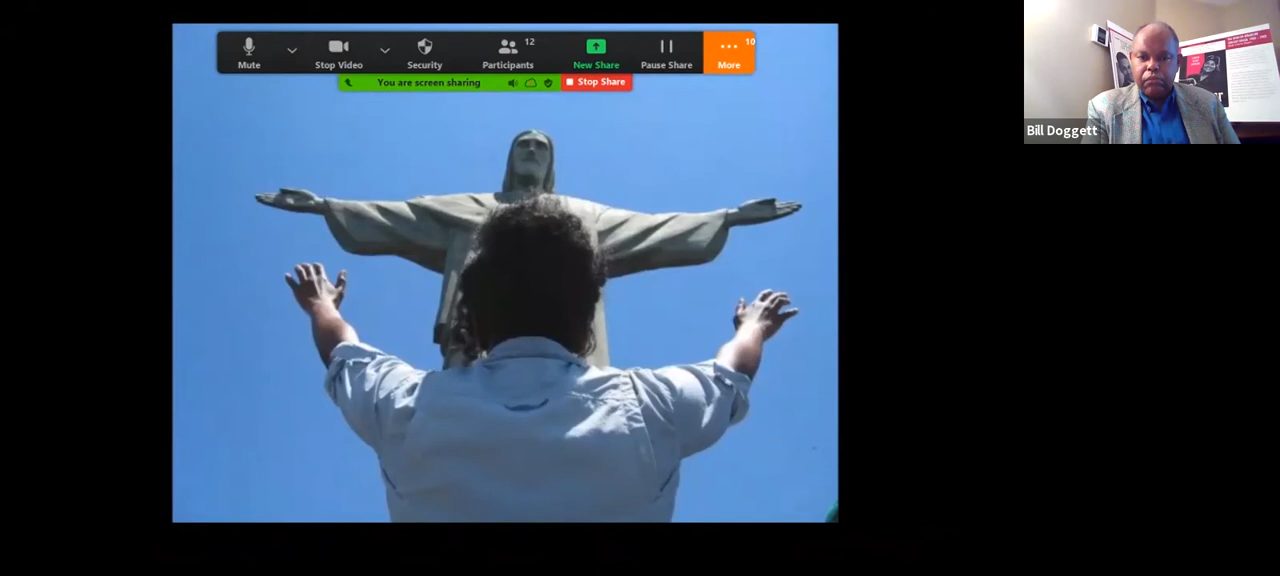 12
10
Mute
Stop Video
Security
Participants
New Share
Pause Share
More
You are screen sharing
Stop Share
Bill Doggett